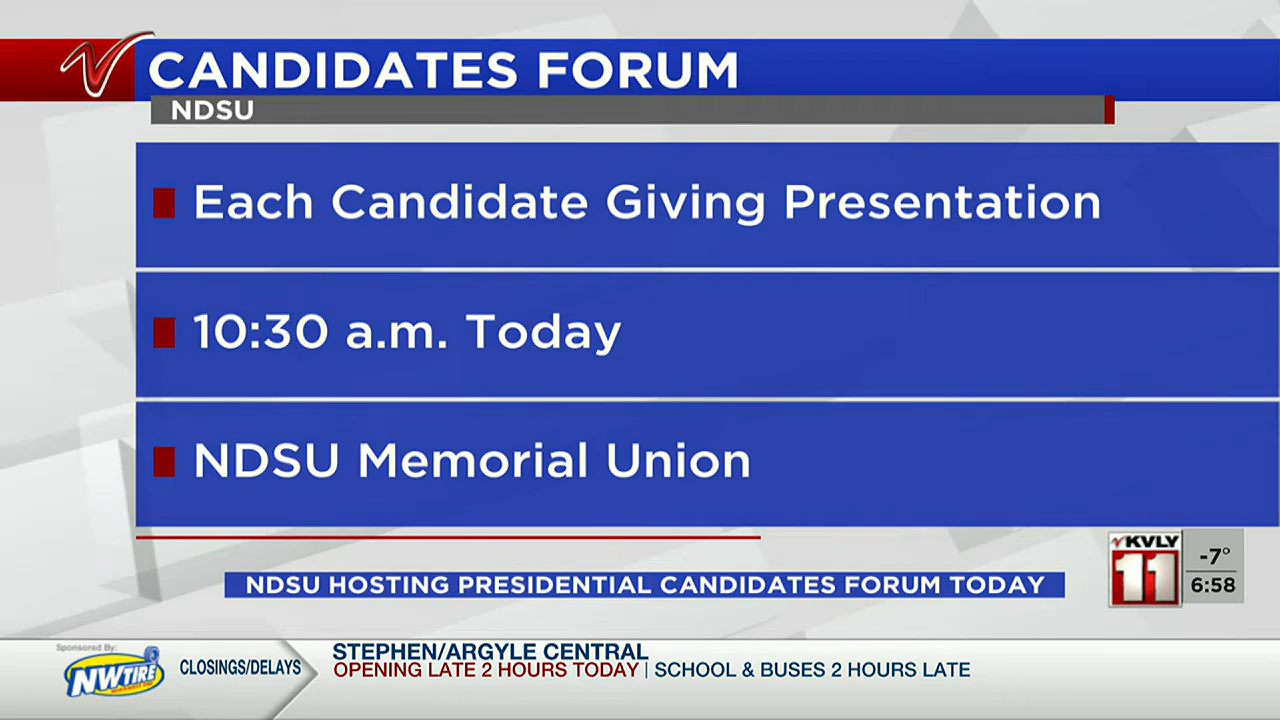 CANDIDATES FORUM
NDSU
Each Candidate Giving Presentation
10:30 a.m. Today
NDSU Memorial Union
NDSU HOSTING PRESIDENTIAL CANDIDATES FORUM TODAY
KVLY
11
-7°
6:58
Sponsored By:
NWTIRE
CLOSINGS/DELAYS
STEPHEN/ARGYLE CENTRAL
OPENING LATE 2 HOURS TODAY | SCHOOL & BUSES 2 HOURS LATE